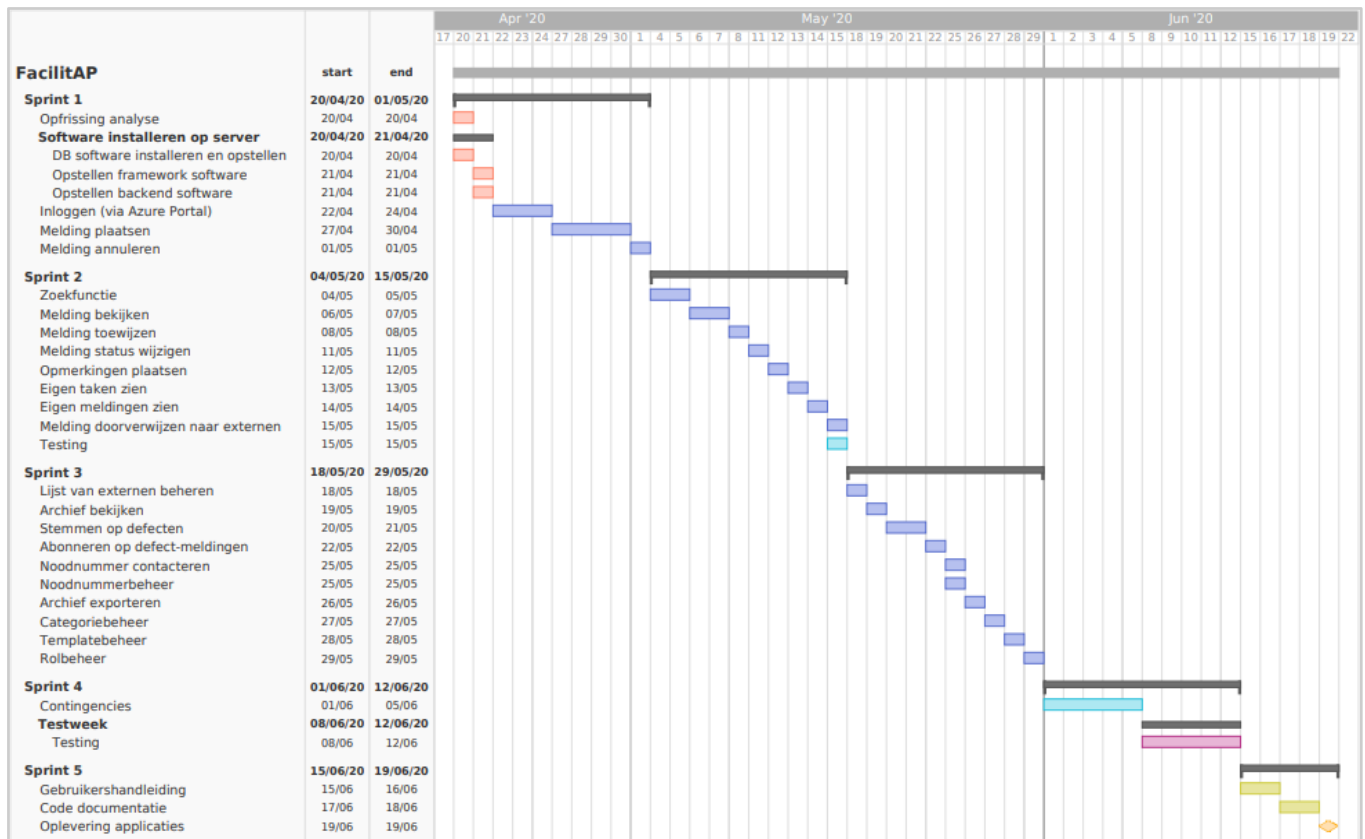 Apr '20 May '20 Jun '20
17 20 21 22 23 24 27 28 29 30 1 4 5 6 7 8 11 12 13 14 15 18 19 20 21 22 25 26 27 28 29 1 2 3 4 5 8 9 10 11 12 15 16 17 18 19 22
FacilitAP start end
Sprint 1 20/04/20 01/05/20
Opfrissing analyse 20/04 20/04
Software installeren op server 20/04/20 21/04/20
DB software installeren en opstellen 20/04 20/04
Opstellen framework software 21/04 21/04
Opstellen backend software 21/04 21/04
Inloggen (via Azure Portal) 22/04 24/04
Melding plaatsen 27/04 30/04
Melding annuleren 01/05 01/05
Sprint 2 04/05/20 15/05/20
Zoekfunctie 04/05 05/05
Melding bekijken 06/05 07/05
Melding toewijzen 08/05 08/05
Melding status wijzigen 11/05 11/05
Opmerkingen plaatsen 12/05 12/05
Eigen taken zien 13/05 13/05
Eigen meldingen zien 14/05 14/05
Melding doorverwijzen naar externen 15/05 15/05
Testing 15/05 15/05
Sprint 3 18/05/20 29/05/20
Lijst van externen beheren 18/05 18/05
Archief bekijken 19/05 19/05
Stemmen op defecten 20/05 21/05
Abonneren op defect-meldingen 22/05 22/05
Noodnummer contacteren 25/05 25/05
Noodnummerbeheer 25/05 25/05
Archief exporteren 26/05 26/05
Categoriebeheer 27/05 27/05
Templatebeheer 28/05 28/05
Rolbeheer 29/05 29/05
Sprint 4 01/06/20 12/06/20
Contingencies 01/06 05/06
Testweek 08/06/20 12/06/20
Testing 08/06 12/06
Sprint 5 15/06/20 19/06/20
Gebruikershandleiding 15/06 16/06
Code documentatie 17/06 18/06
Oplevering applicaties 19/06 19/06